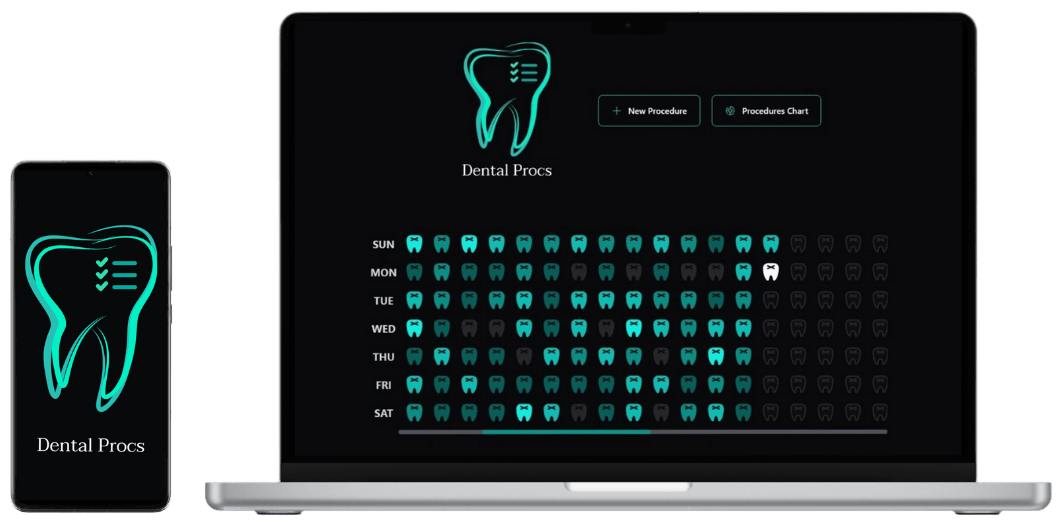 Dental Procs
Dental Procs
New Procedure
Procedures Chart
SUN
MON
TUE
WED
THU
FRI
SAT